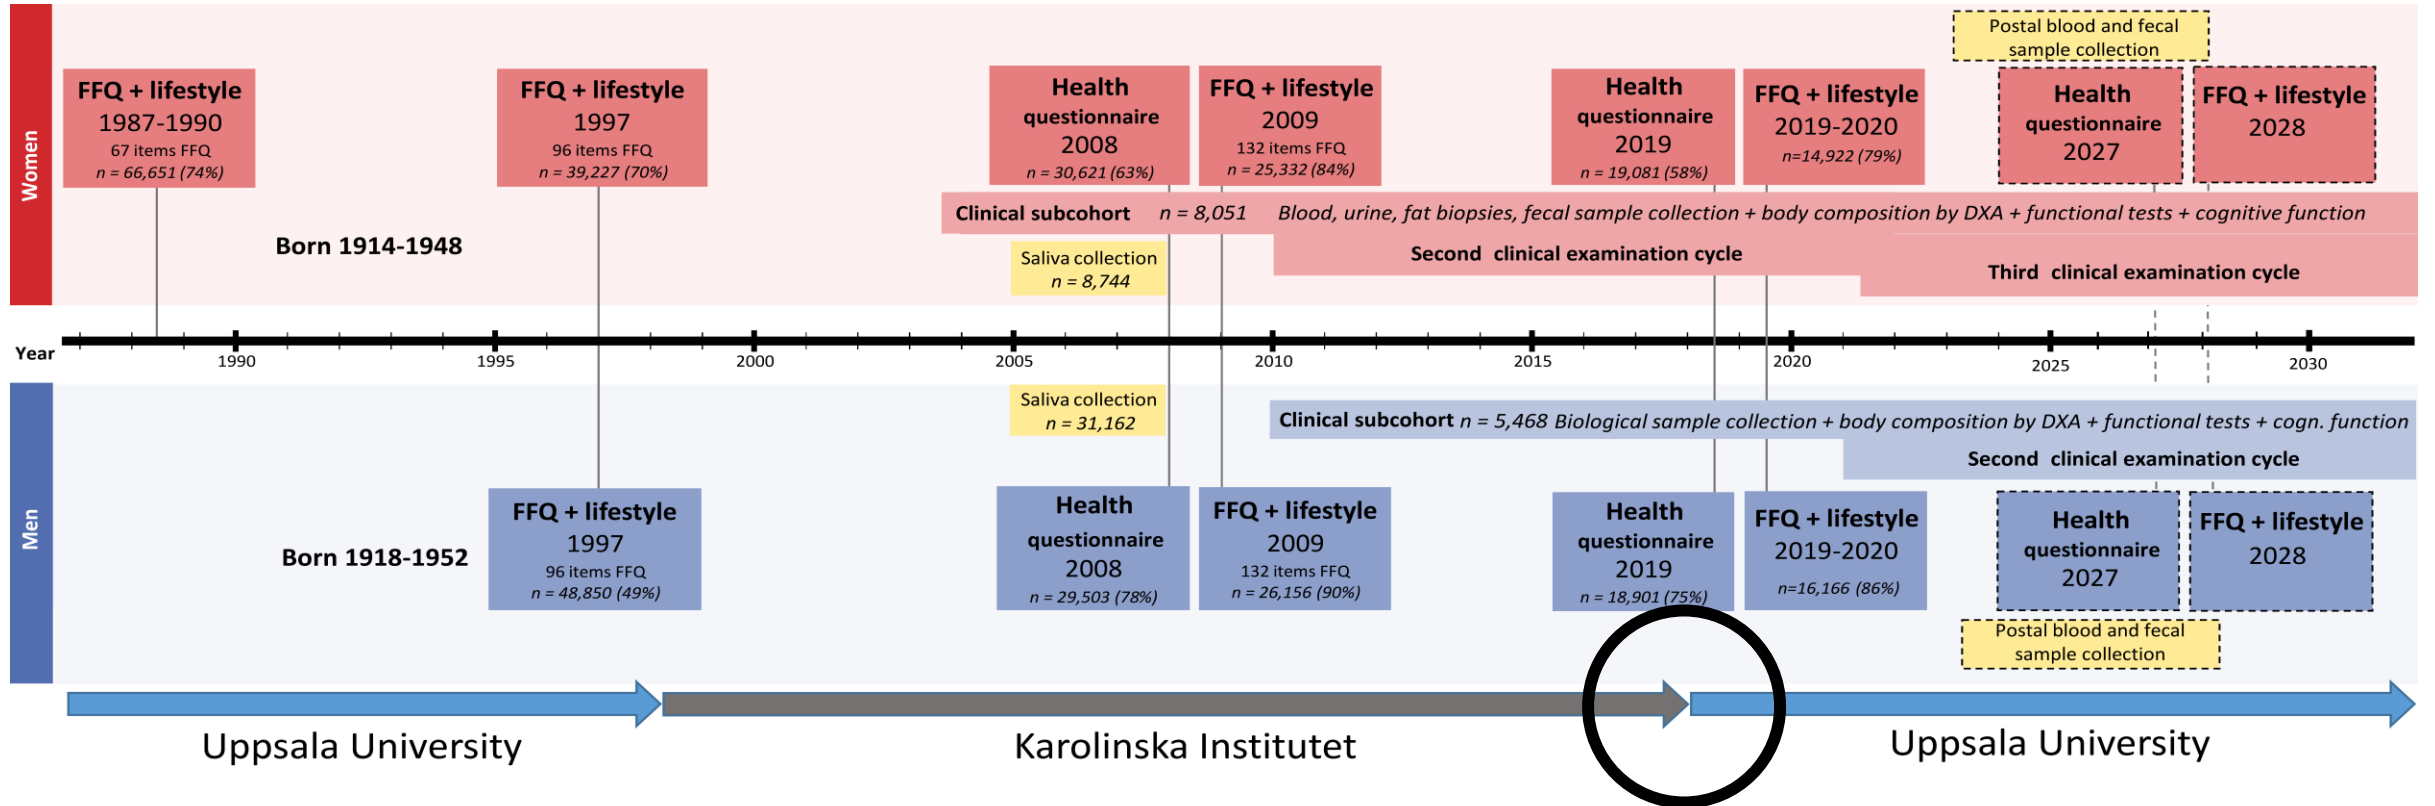 Women
Postal blood and fecal
sample collection
FFQ + lifestyle
1987-1990
67 items FFQ
n = 66,651 (74%)
FFQ + lifestyle
1997
96 items FFQ
n = 39,227 (70%)
Health
questionnaire
2008
n = 30,621 (63%)
FFQ + lifestyle
2009
132 items FFQ
n = 25,332 (84%)
Health
questionnaire
2019
n = 19,081 (58%)
FFQ + lifestyle
2019-2020
n=14,922 (79%)
Health
questionnaire
2027
FFQ + lifestyle
2028
Clinical subcohort n = 8,051 Blood, urine, fat biopsies, fecal sample collection + body composition by DXA + functional tests + cognitive function
Born 1914-1948
Saliva collection
n = 8,744
Second clinical examination cycle
Third clinical examination cycle
Year
1990
1995
2000
2005
2010
2015
2020
2025
2030
Men
Saliva collection
n = 31,162
Clinical subcohort n = 5,468 Biological sample collection + body composition by DXA + functional tests + cogn. function
Second clinical examination cycle
Born 1918-1952
FFQ + lifestyle
1997
96 items FFQ
n = 48,850 (49%)
Health
questionnaire
2008
n = 29,503 (78%)
FFQ + lifestyle
2009
132 items FFQ
n = 26,156 (90%)
Health
questionnaire
2019
n = 18,901 (75%)
FFQ + lifestyle
2019-2020
n=16,166 (86%)
Health
questionnaire
2027
FFQ + lifestyle
2028
Postal blood and fecal
sample collection
Uppsala University
Karolinska Institutet
Uppsala University